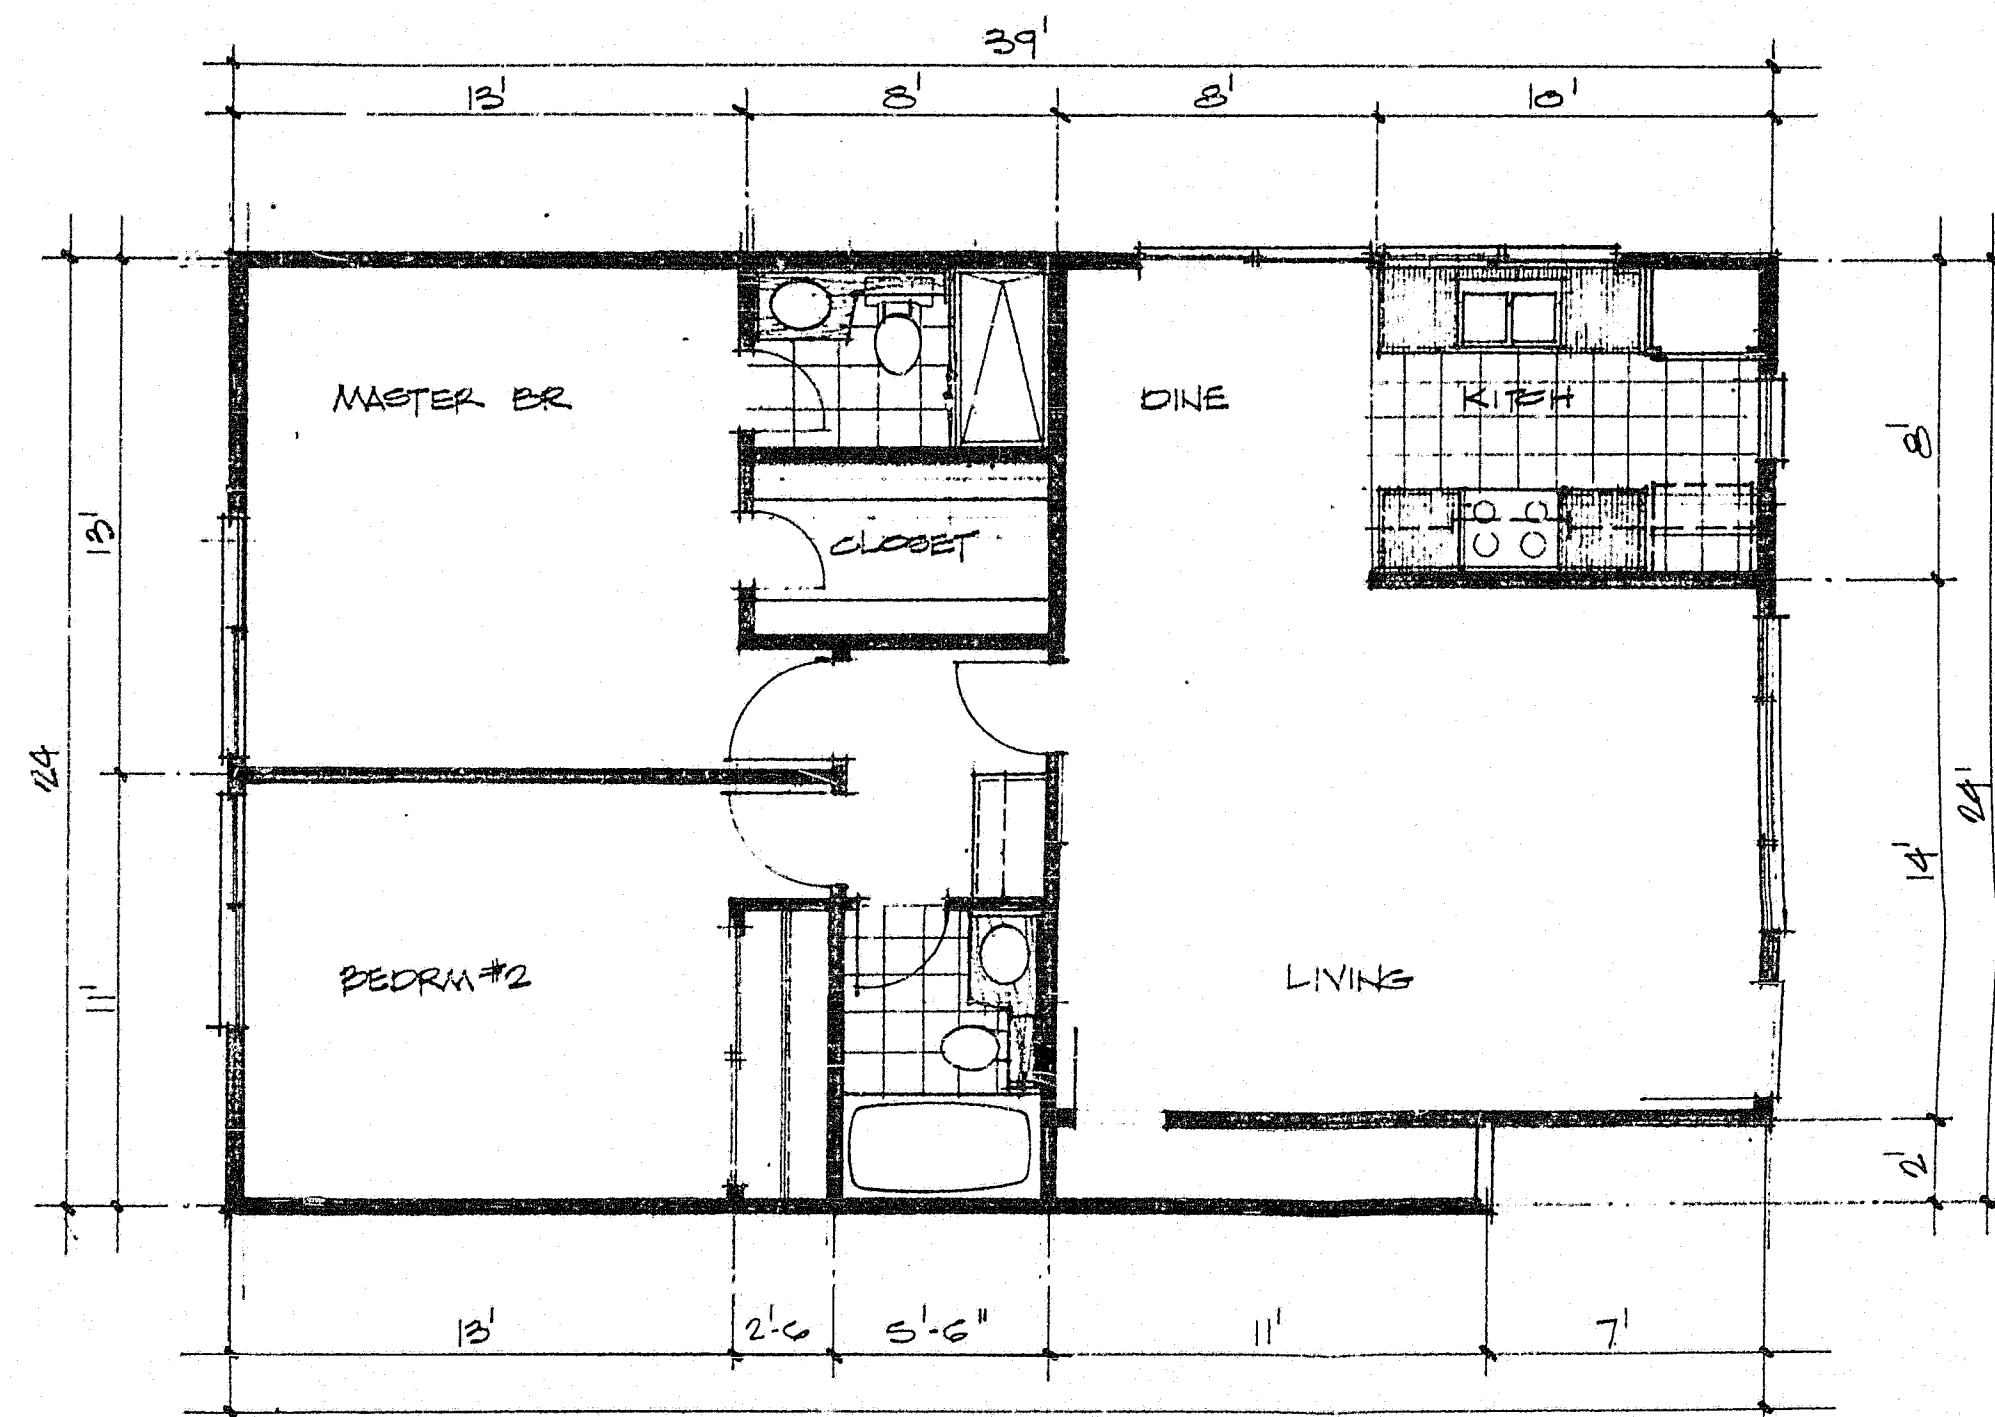 39'
13' 8' 8' 10'
MASTER BR
DINE
KITCH
8'
13'
CLOSET
24
24'
14'
11'
BEDRM #2
LIVING
2'
13' 2'-6 5'-6" 11' 7'